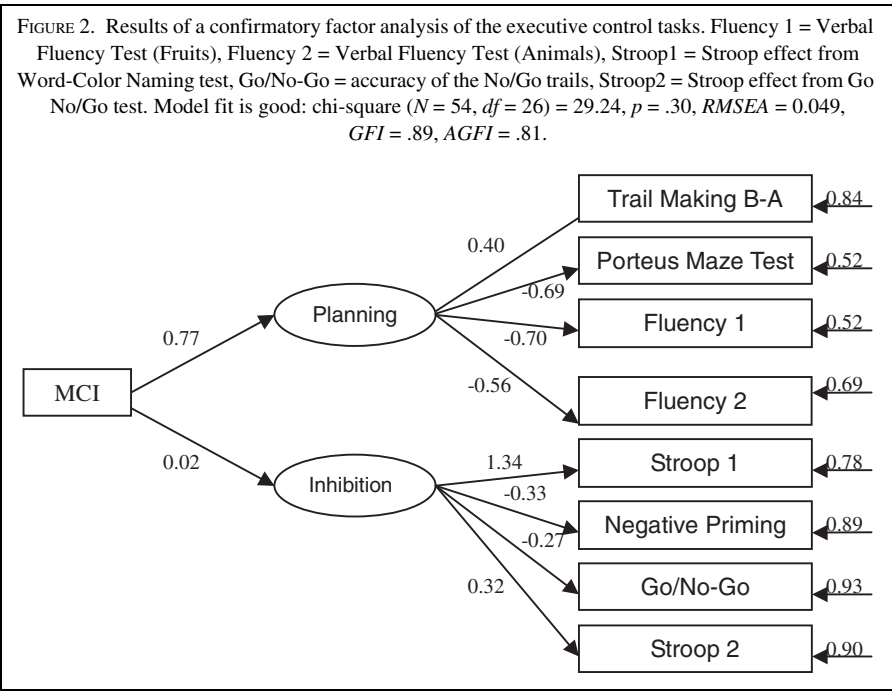 FIGURE 2. Results of a confirmatory factor analysis of the executive control tasks. Fluency 1 = Verbal
Fluency Test (Fruits), Fluency 2 = Verbal Fluency Test (Animals), Stroop1 = Stroop effect from
Word-Color Naming test, Go/No-Go = accuracy of the No/Go trails, Stroop2 = Stroop effect from Go
No/Go test. Model fit is good: chi-square (N = 54, df = 26) = 29.24, p = .30, RMSEA = 0.049,
GFI = .89, AGFI = .81.
Trail Making B-A
0.84
0.40
Porteus Maze Test
0.52
-0.69
Planning
Fluency 1
0.52
0.77
-0.70
-0.56
Fluency 2
0.69
MCI
0.02
Inhibition
1.34
Stroop 1
0.78
-0.33
Negative Priming
0.89
-0.27
Go/No-Go
0.93
0.32
Stroop 2
0.90